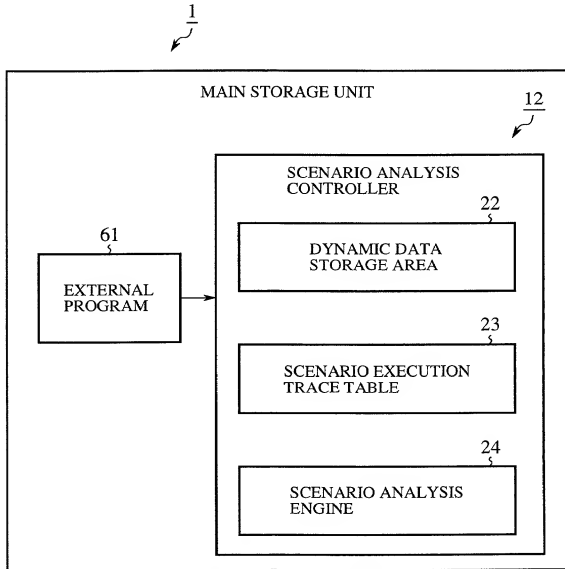 1
MAIN STORAGE UNIT
12
SCENARIO ANALYSIS
CONTROLLER
22
DYNAMIC DATA
STORAGE AREA
61
EXTERNAL
PROGRAM
23
SCENARIO EXECUTION
TRACE TABLE
24
SCENARIO ANALYSIS
ENGINE